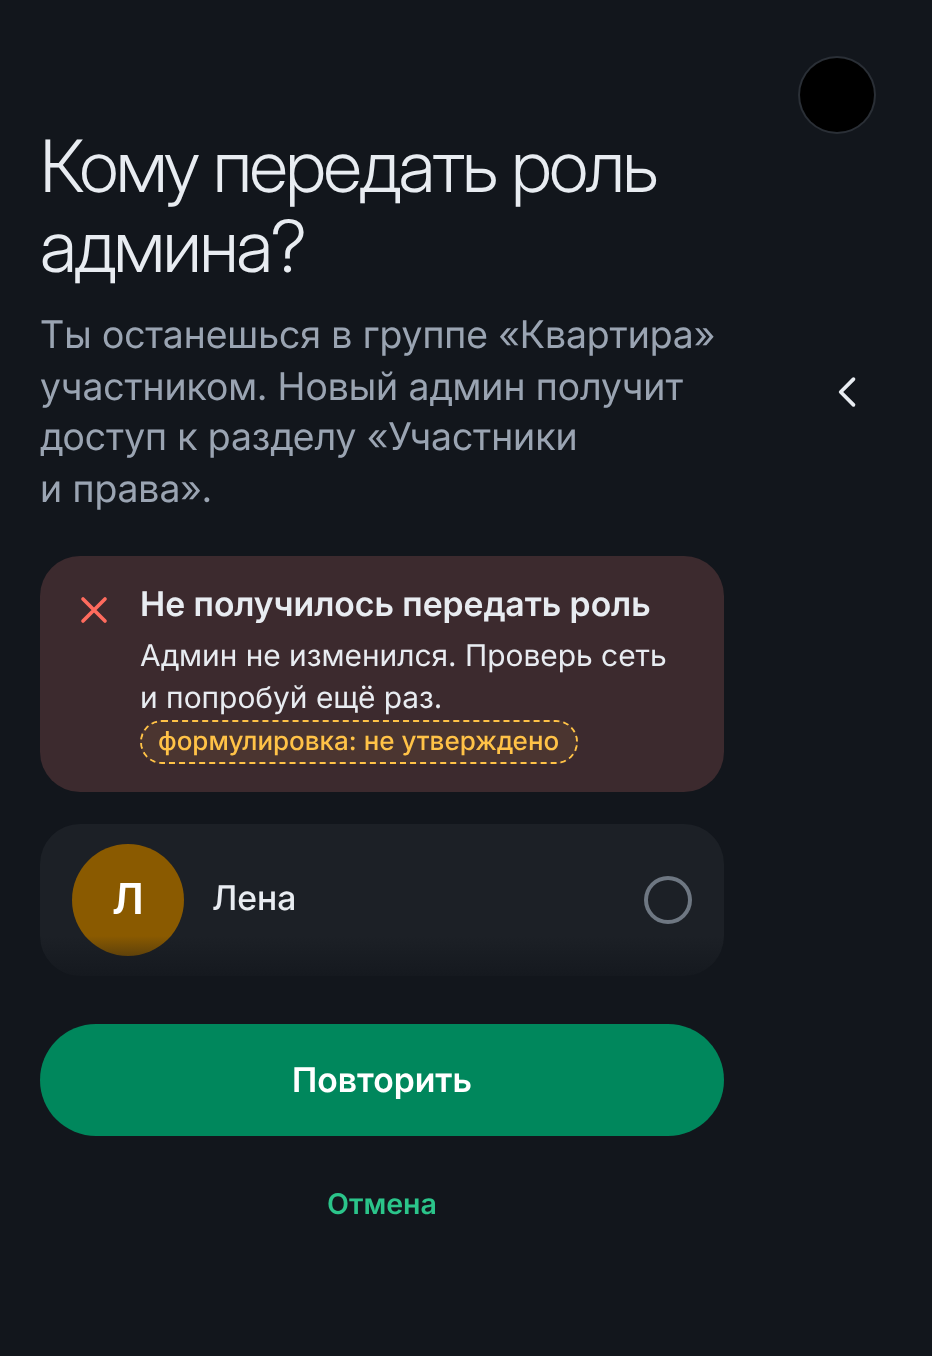 Кому передать роль
админа?
Ты останешься в группе «Квартира»
участником. Новый админ получит
доступ к разделу «Участники
и права».
Не получилось передать роль
Админ не изменился. Проверь сеть
и попробуй ещё раз.
формулировка: не утверждено
Л
Лена
Повторить
Отмена